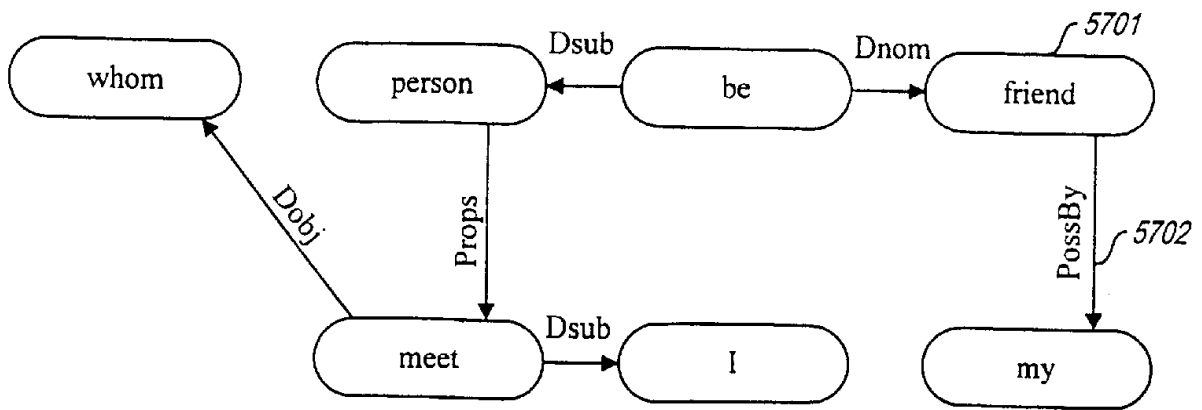 5701
Dsub
Dnom
whom
person
be
friend
Dobj
Props
PossBy
5702
Dsub
meet
I
my